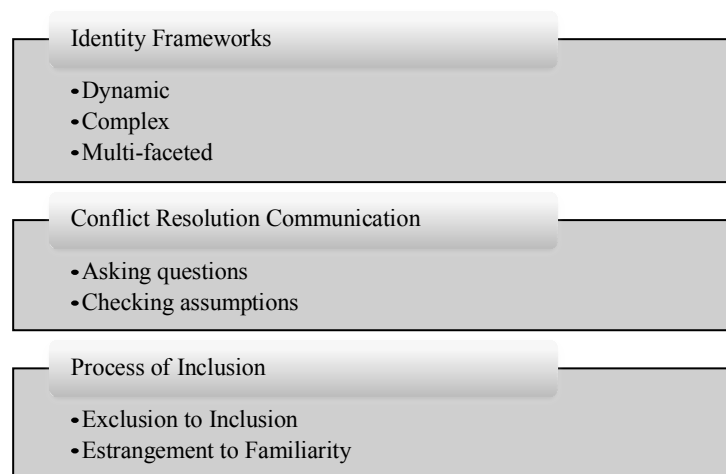 Identity Frameworks
•Dynamic
•Complex
•Multi-faceted
Conflict Resolution Communication
•Asking questions
•Checking assumptions
Process of Inclusion
•Exclusion to Inclusion
•Estrangement to Familiarity